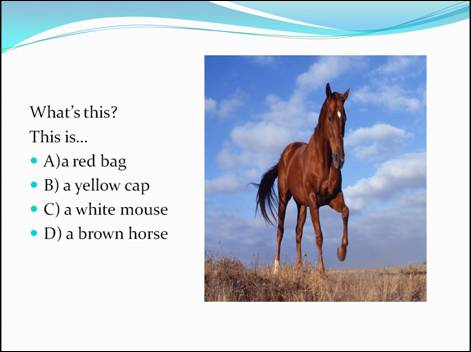 What's this?
This is...
A)a red bag
B) a yellow cap
C) a white mouse
D) a brown horse